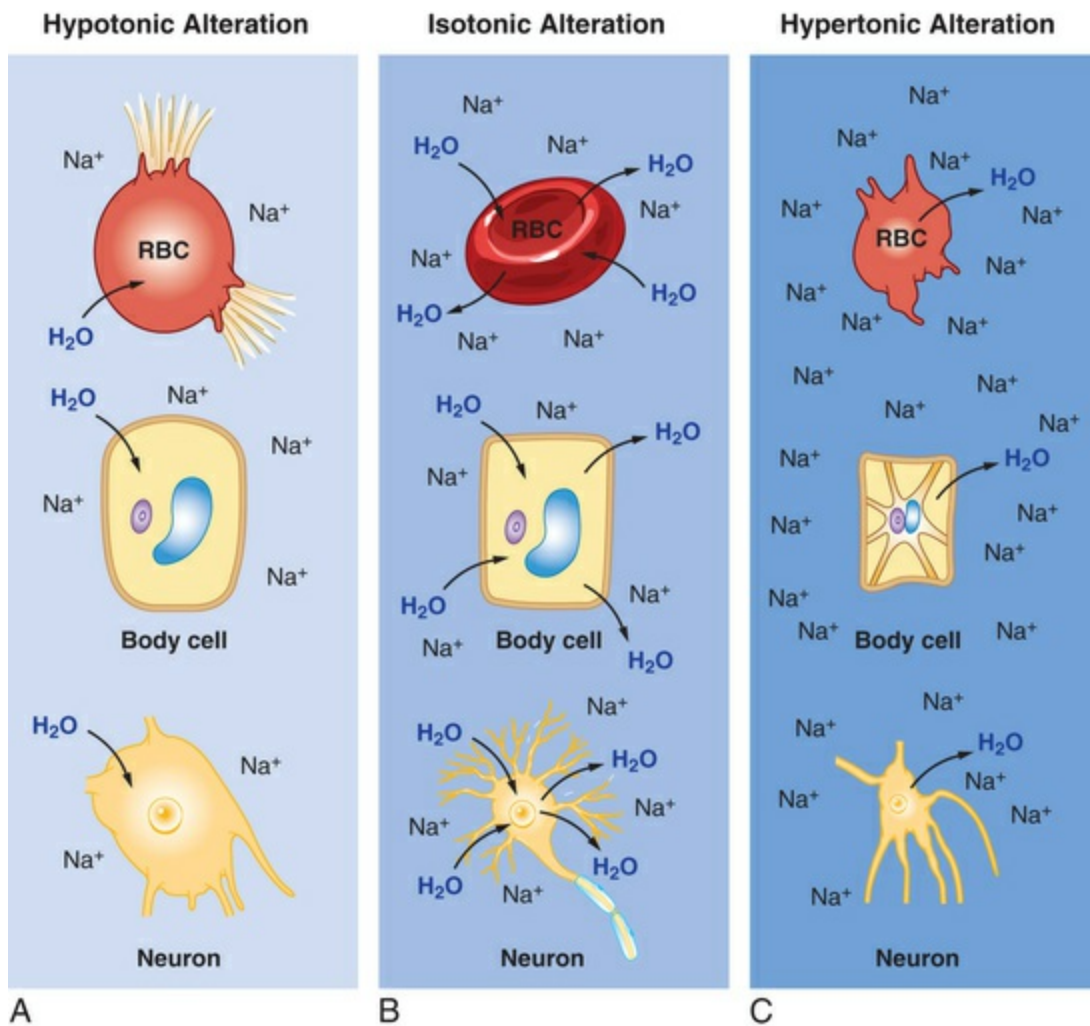 Hypotonic Alteration
Na⁺
Na⁺
RBC
H₂O
H₂O
Na⁺
Na⁺
Na⁺
Na⁺
Body cell
H₂O
Na⁺
Na⁺
Neuron
A
Isotonic Alteration
Na⁺
H₂O
Na⁺
H₂O
Na⁺
RBC
Na⁺
H₂O
H₂O
Na⁺
Na⁺
H₂O
Na⁺
H₂O
Na⁺
H₂O
Na⁺
Na⁺
Body cell
H₂O
Na⁺
H₂O
H₂O
Na⁺
Na⁺
H₂O
H₂O
Na⁺
Neuron
B
Hypertonic Alteration
Na⁺
Na⁺
Na⁺
H₂O
Na⁺
Na⁺
RBC
Na⁺
Na⁺
Na⁺
Na⁺
Na⁺
Na⁺
Na⁺
Na⁺
Na⁺
H₂O
Na⁺
Na⁺
Na⁺
Na⁺
Na⁺
Na⁺
Body cell
Na⁺
Na⁺
Na⁺
H₂O
Na⁺
Na⁺
Na⁺
Na⁺
Neuron
C